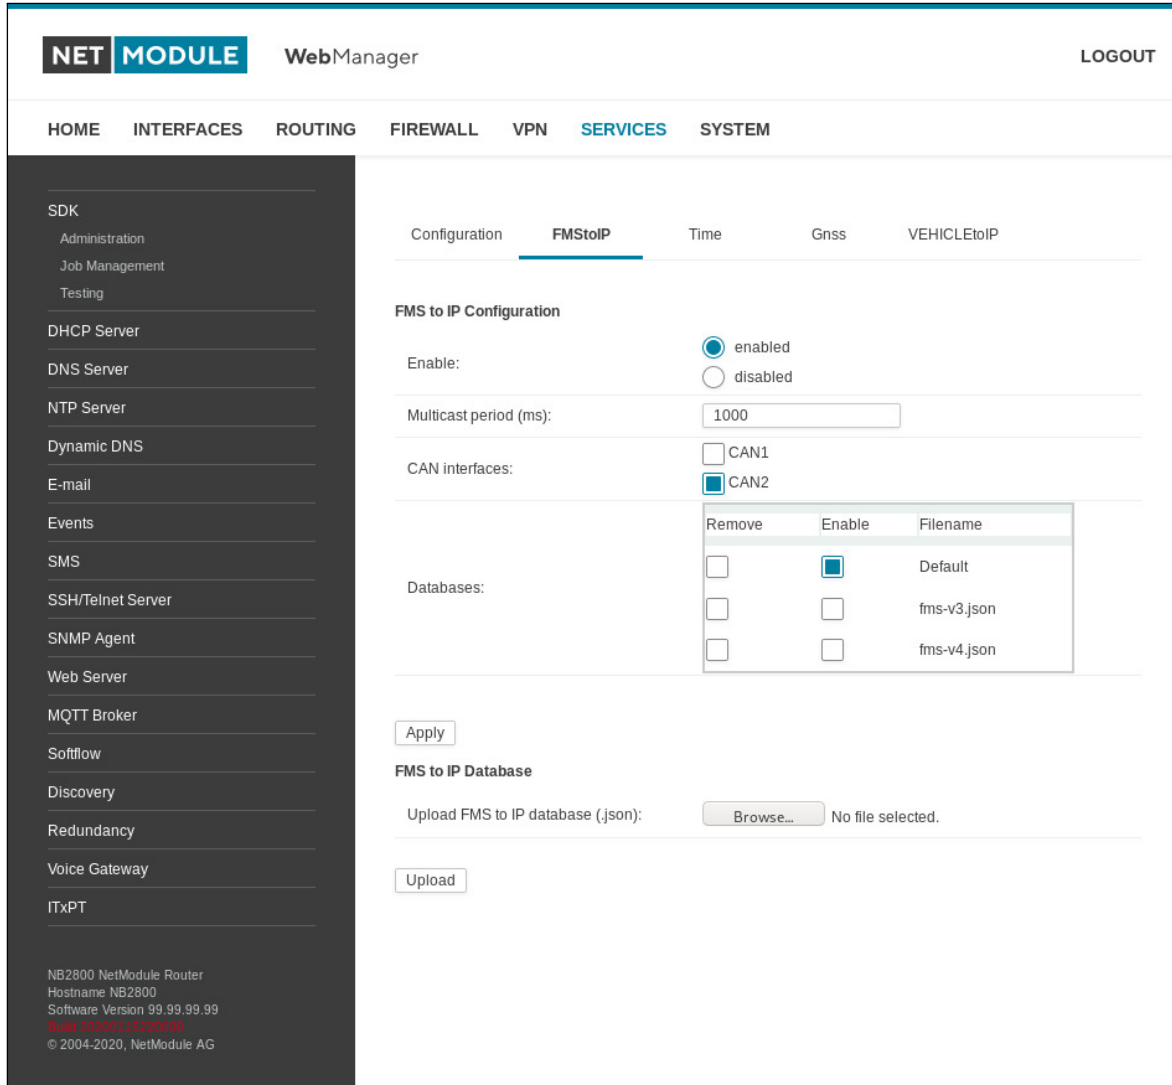 NET MODULE WebManager LOGOUT
HOME INTERFACES ROUTING FIREWALL VPN SERVICES SYSTEM
SDK
Administration
Job Management
Testing
DHCP Server
DNS Server
NTP Server
Dynamic DNS
E-mail
Events
SMS
SSH/Telnet Server
SNMP Agent
Web Server
MQTT Broker
Softflow
Discovery
Redundancy
Voice Gateway
ITxPT
NB2800 NetModule Router
Hostname NB2800
Software Version 99.99.99.99
Build
© 2004-2020, NetModule AG
Configuration FMStoIP Time Gnss VEHICLEtoIP
FMS to IP Configuration
Enable:
enabled
disabled
Multicast period (ms): 1000
CAN interfaces:
CAN1
CAN2
Databases:
Remove Enable Filename
Default
fms-v3.json
fms-v4.json
Apply
FMS to IP Database
Upload FMS to IP database (.json): Browse... No file selected.
Upload